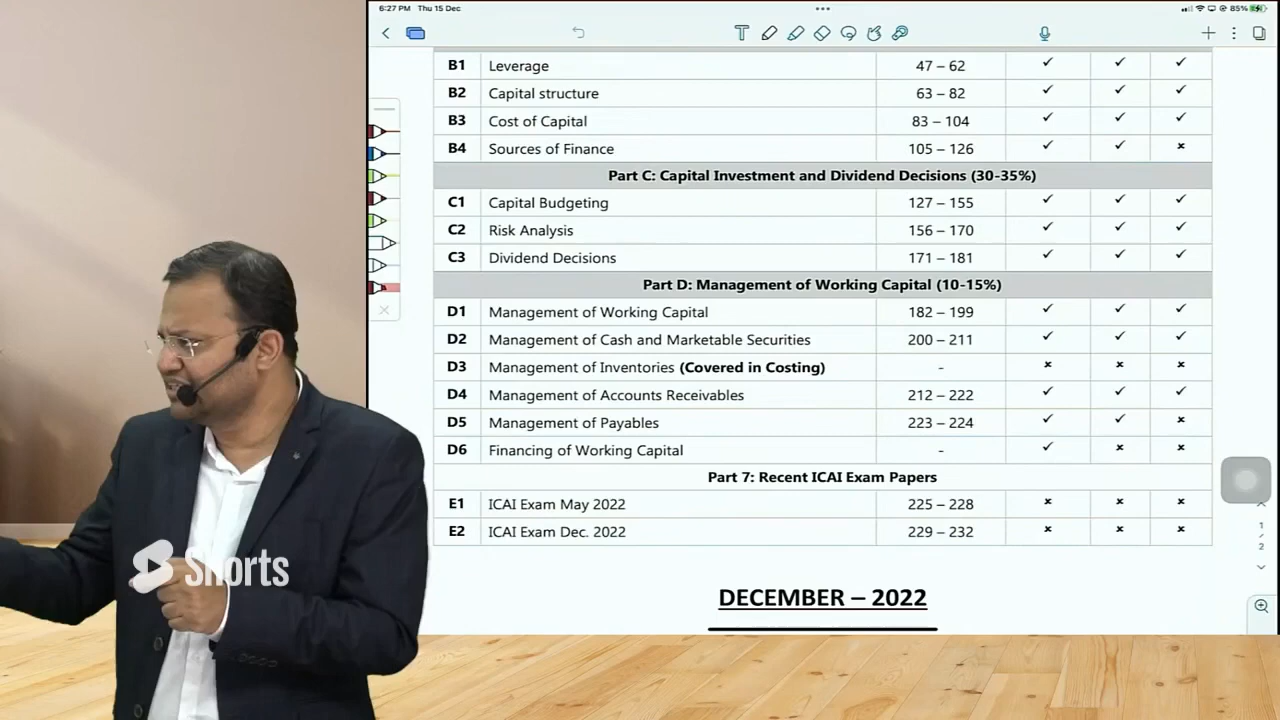 6:27 PM Thu 15 Dec
85%
B1 Leverage 47 – 62 ✓ ✓ ✓
B2 Capital structure 63 – 82 ✓ ✓ ✓
B3 Cost of Capital 83 – 104 ✓ ✓ ✓
B4 Sources of Finance 105 – 126 ✓ ✓ ×
Part C: Capital Investment and Dividend Decisions (30-35%)
C1 Capital Budgeting 127 – 155 ✓ ✓ ✓
C2 Risk Analysis 156 – 170 ✓ ✓ ✓
C3 Dividend Decisions 171 – 181 ✓ ✓ ✓
Part D: Management of Working Capital (10-15%)
D1 Management of Working Capital 182 – 199 ✓ ✓ ✓
D2 Management of Cash and Marketable Securities 200 – 211 ✓ ✓ ✓
D3 Management of Inventories (Covered in Costing) - × × ×
D4 Management of Accounts Receivables 212 – 222 ✓ ✓ ✓
D5 Management of Payables 223 – 224 ✓ ✓ ×
D6 Financing of Working Capital - ✓ × ×
Part 7: Recent ICAI Exam Papers
E1 ICAI Exam May 2022 225 – 228 × × ×
E2 ICAI Exam Dec. 2022 229 – 232 × × ×
1
/
2
Shorts
DECEMBER – 2022